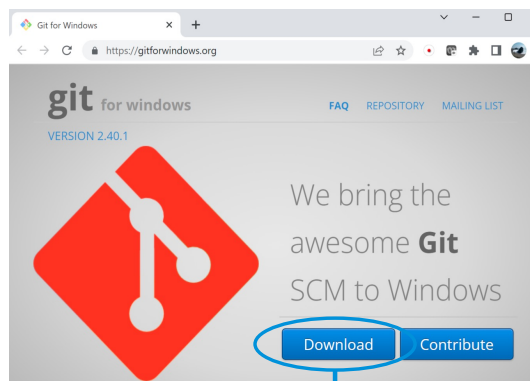 Git for Windows
https://gitforwindows.org
git for windows
FAQ REPOSITORY MAILING LIST
VERSION 2.40.1
We bring the
awesome Git
SCM to Windows
Download Contribute